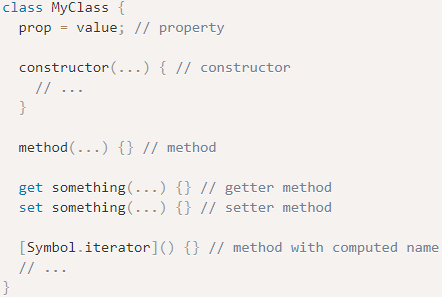 class MyClass {
  prop = value; // property
  constructor(...) { // constructor
    // ...
  }
  method(...) {} // method
  get something(...) {} // getter method
  set something(...) {} // setter method
  [Symbol.iterator]() {} // method with computed name
  // ...
}